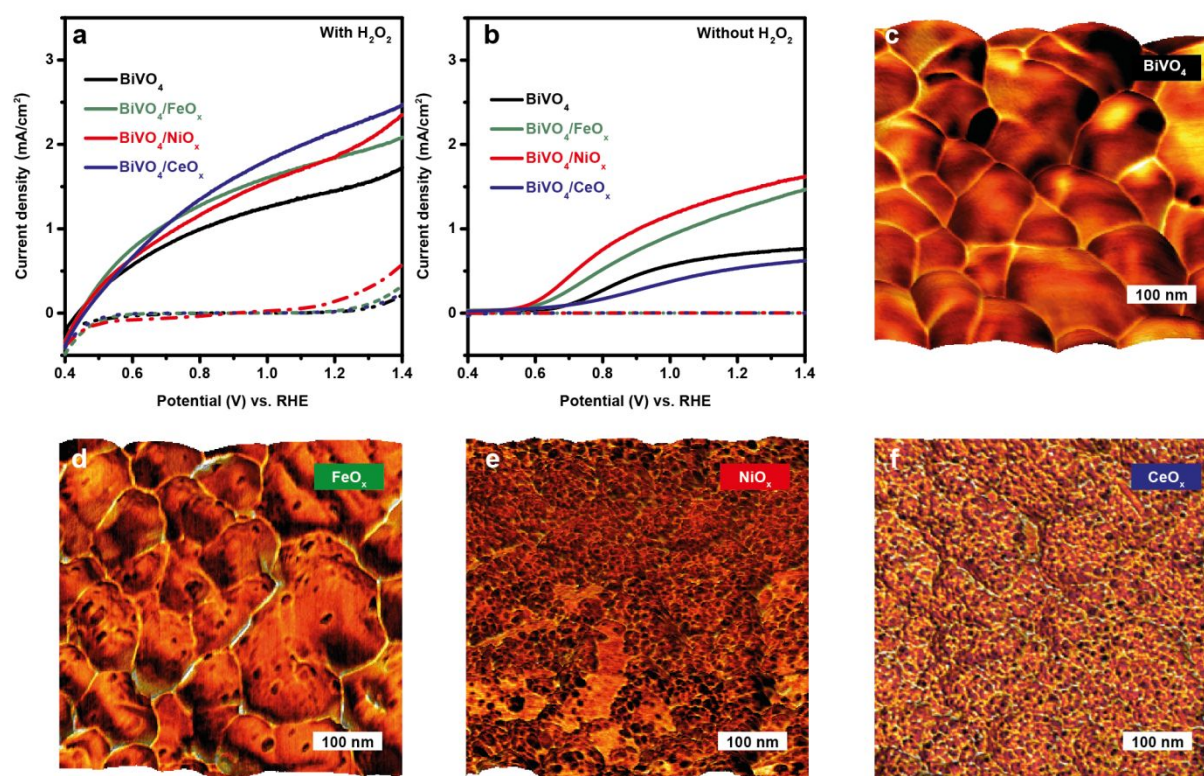 a
With H₂O₂
BiVO₄
BiVO₄/FeOₓ
BiVO₄/NiOₓ
BiVO₄/CeOₓ
Current density (mA/cm²)
3
2
1
0
0.4 0.6 0.8 1.0 1.2 1.4
Potential (V) vs. RHE
b
Without H₂O₂
BiVO₄
BiVO₄/FeOₓ
BiVO₄/NiOₓ
BiVO₄/CeOₓ
Current density (mA/cm²)
3
2
1
0
0.4 0.6 0.8 1.0 1.2 1.4
Potential (V) vs. RHE
c
BiVO₄
100 nm
d
FeOₓ
100 nm
e
NiOₓ
100 nm
f
CeOₓ
100 nm